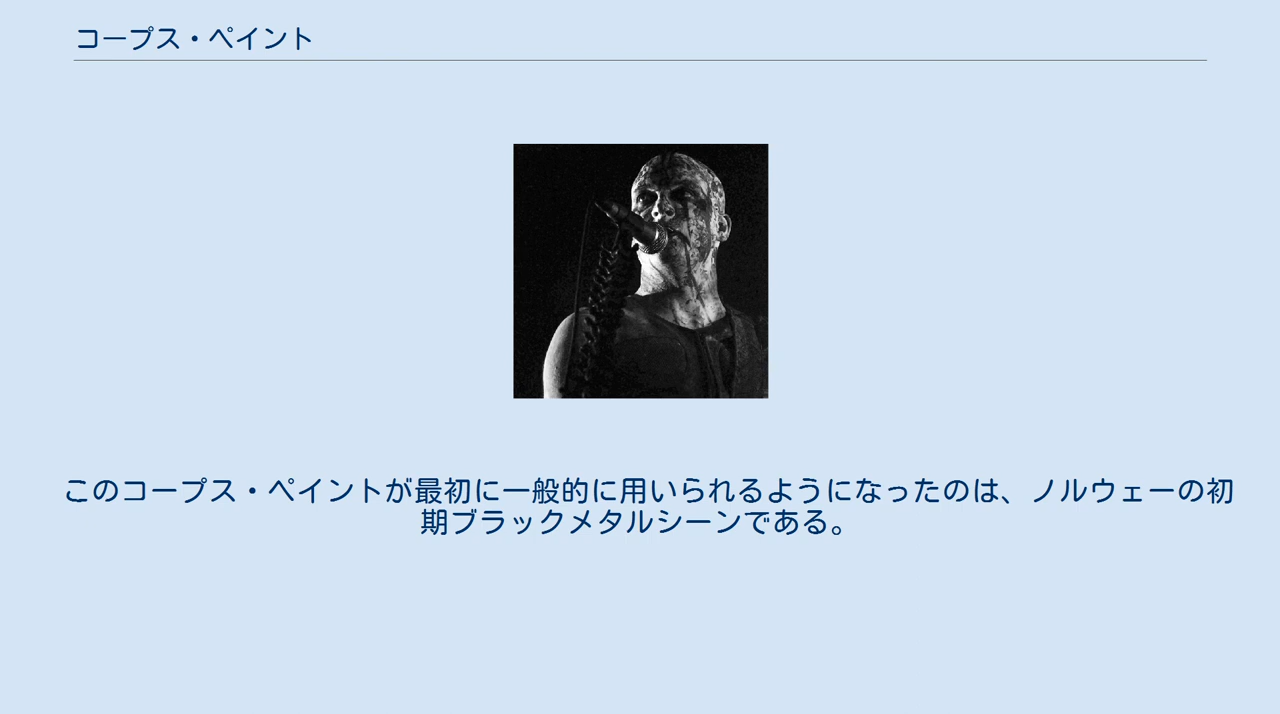 コープス・ペイント
このコープス・ペイントが最初に一般的に用いられるようになったのは、ノルウェーの初
期ブラックメタルシーンである。